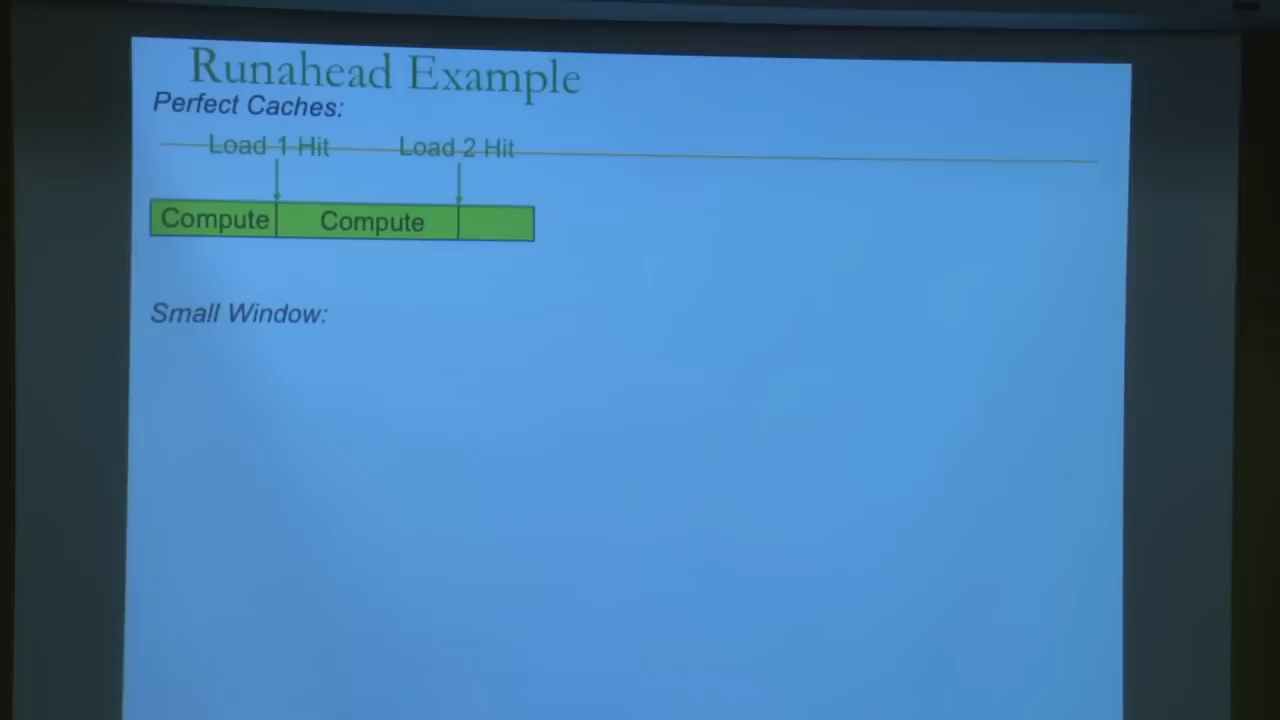 Runahead Example
Perfect Caches:
Load 1 Hit Load 2 Hit
Compute Compute
Small Window: